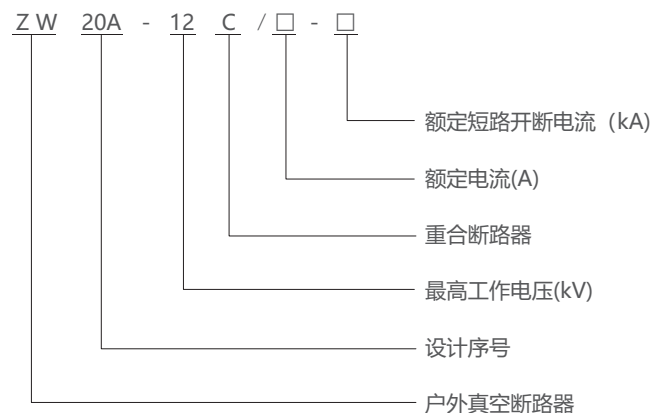 ZW 20A - 12 C / □ - □
额定短路开断电流（kA)
额定电流(A)
重合断路器
最高工作电压(kV)
设计序号
户外真空断路器